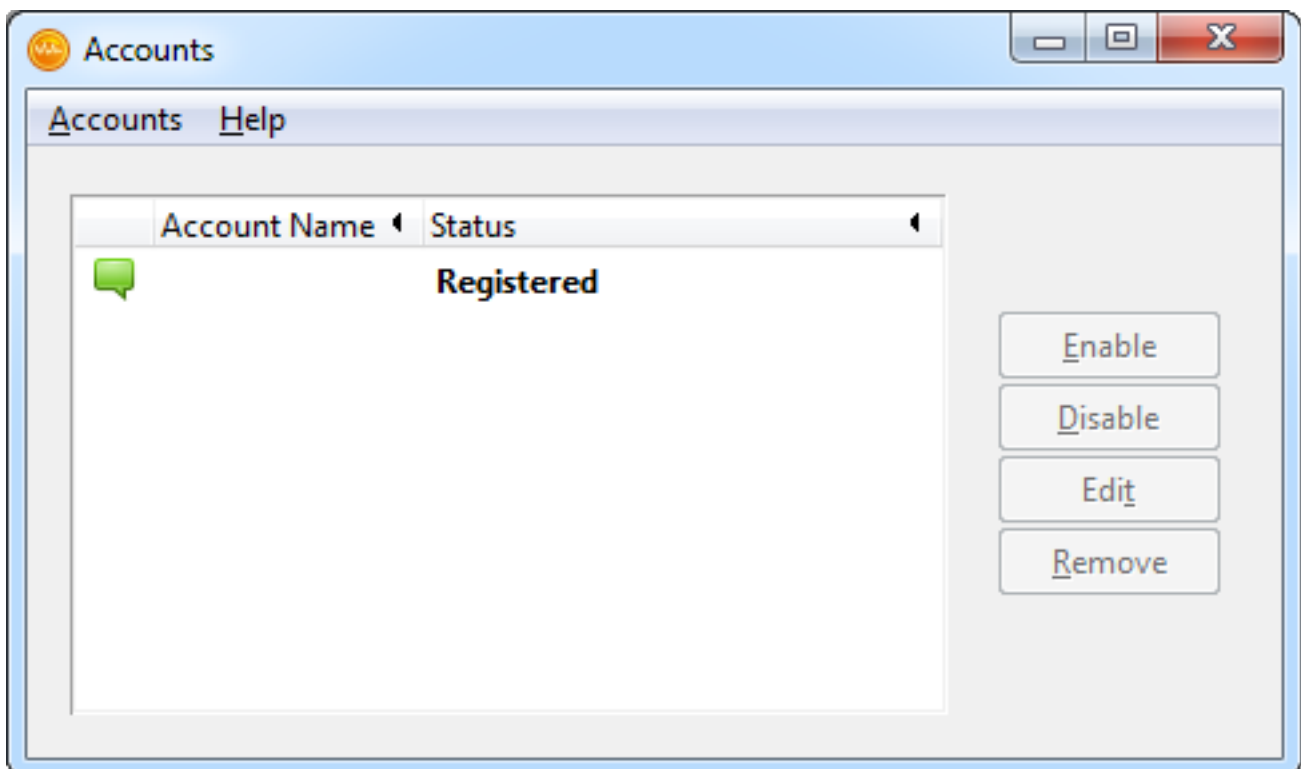 Accounts
Accounts Help
Account Name Status
Registered
Enable
Disable
Edit
Remove